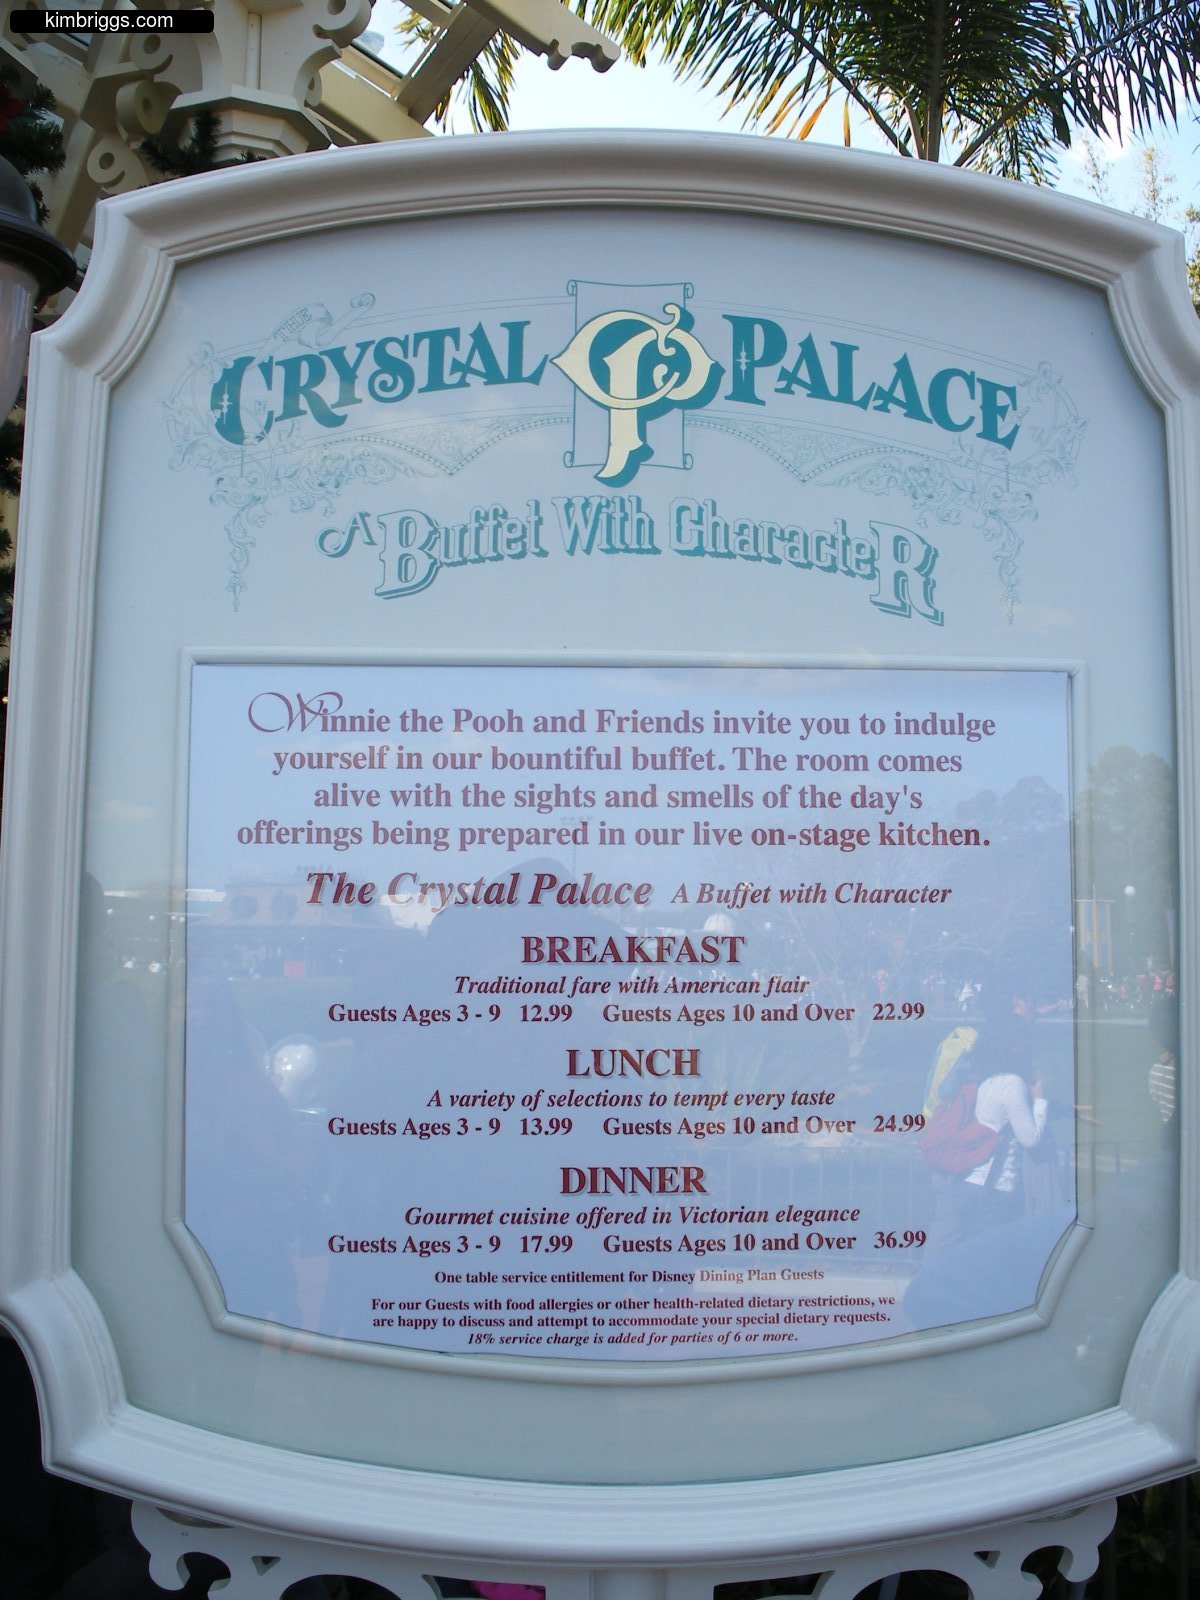 kimbriggs.com
THE
CRYSTAL CP PALACE
A Buffet With CharacteR
Winnie the Pooh and Friends invite you to indulge
yourself in our bountiful buffet. The room comes
alive with the sights and smells of the day's
offerings being prepared in our live on-stage kitchen.
The Crystal Palace A Buffet with Character
BREAKFAST
Traditional fare with American flair
Guests Ages 3 - 9 12.99 Guests Ages 10 and Over 22.99
LUNCH
A variety of selections to tempt every taste
Guests Ages 3 - 9 13.99 Guests Ages 10 and Over 24.99
DINNER
Gourmet cuisine offered in Victorian elegance
Guests Ages 3 - 9 17.99 Guests Ages 10 and Over 36.99
One table service entitlement for Disney Dining Plan Guests
For our Guests with food allergies or other health-related dietary restrictions, we
are happy to discuss and attempt to accommodate your special dietary requests.
18% service charge is added for parties of 6 or more.